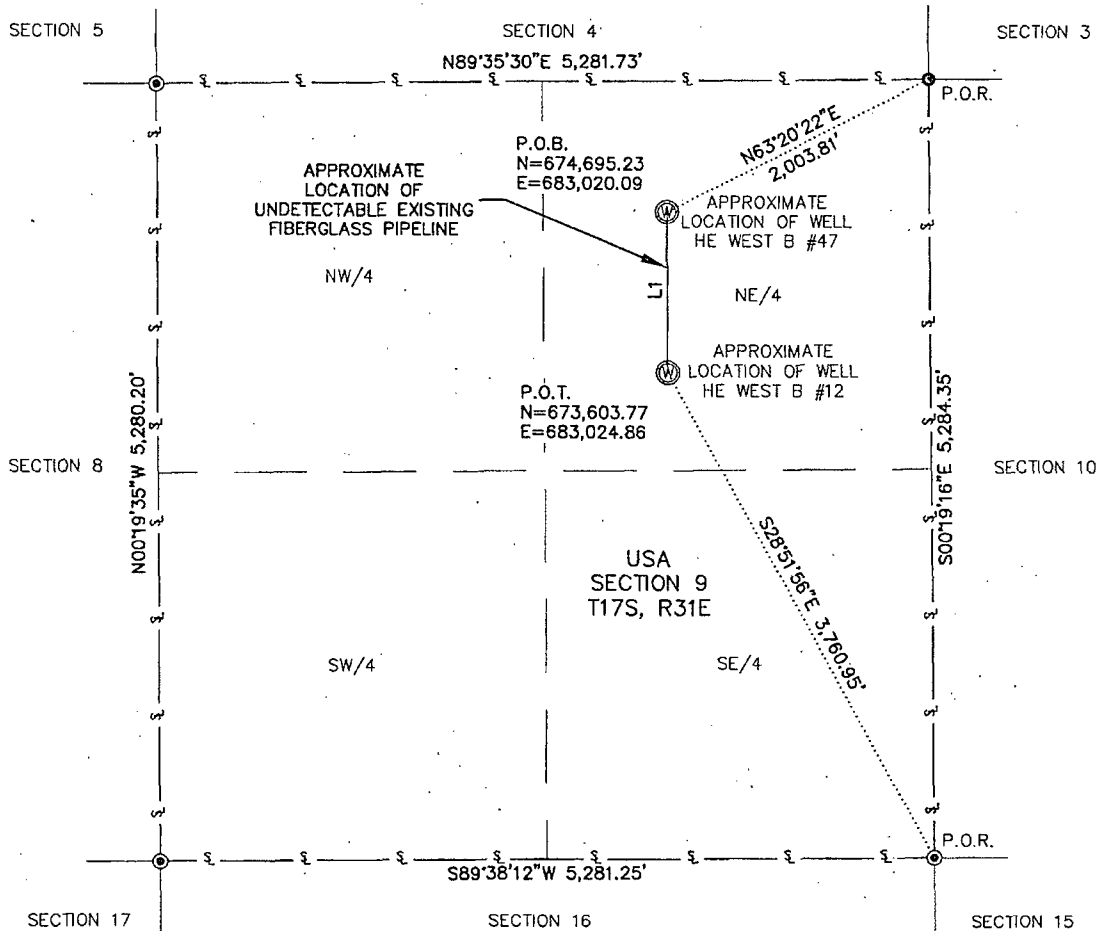 SECTION 5
SECTION 4
SECTION 3
N89°35'30"E 5,281.73'
P.O.R.
N63°20'22"E
2,003.81'
P.O.B.
N=674,695.23
E=683,020.09
APPROXIMATE
LOCATION OF
UNDETECTABLE EXISTING
FIBERGLASS PIPELINE
W
APPROXIMATE
LOCATION OF WELL
HE WEST B #47
NW/4
L1
NE/4
W
APPROXIMATE
LOCATION OF WELL
HE WEST B #12
P.O.T.
N=673,603.77
E=683,024.86
N00°19'35"W 5,280.20'
S00°19'16"E 5,284.35'
SECTION 8
SECTION 10
S28°51'56"E 3,760.95'
USA
SECTION 9
T17S, R31E
SW/4
SE/4
P.O.R.
S89°38'12"W 5,281.25'
SECTION 17
SECTION 16
SECTION 15